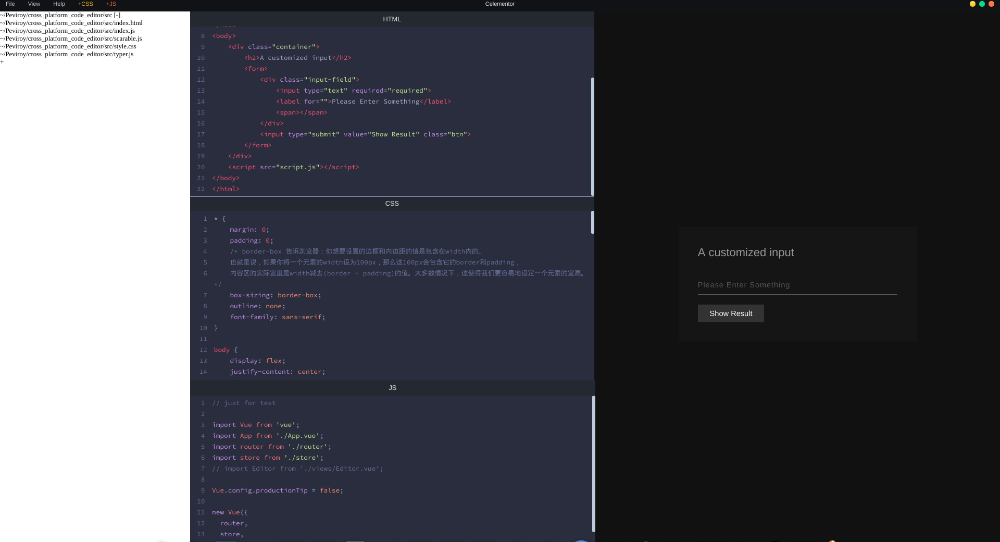 File View Help +CSS +JS Celementor
~/Peviroy/cross_platform_code_editor/src [-]
~/Peviroy/cross_platform_code_editor/src/index.html
~/Peviroy/cross_platform_code_editor/src/index.js
~/Peviroy/cross_platform_code_editor/src/scarable.js
~/Peviroy/cross_platform_code_editor/src/style.css
~/Peviroy/cross_platform_code_editor/src/typer.js
+
HTML
8 <body>
9 <div class="container">
10 <h2>A customized input</h2>
11 <form>
12 <div class="input-field">
13 <input type="text" required="required">
14 <label for="">Please Enter Something</label>
15 <span></span>
16 </div>
17 <input type="submit" value="Show Result" class="btn">
18 </form>
19 </div>
20 <script src="script.js"></script>
21 </body>
22 </html>
CSS
1 * {
2 margin: 0;
3 padding: 0;
4 /* border-box 告诉浏览器：你想要设置的边框和内边距的值是包含在width内的。
5 也就是说，如果你将一个元素的width设为100px，那么这100px会包含它的border和padding，
6 内容区的实际宽度是width减去(border + padding)的值。大多数情况下，这使得我们更容易地设定一个元素的宽高。
*/
7 box-sizing: border-box;
8 outline: none;
9 font-family: sans-serif;
10 }
11
12 body {
13 display: flex;
14 justify-content: center;
JS
1 // just for test
2
3 import Vue from 'vue';
4 import App from './App.vue';
5 import router from './router';
6 import store from './store';
7 // import Editor from './views/Editor.vue';
8
9 Vue.config.productionTip = false;
10
11 new Vue({
12 router,
13 store,
A customized input
Please Enter Something
Show Result